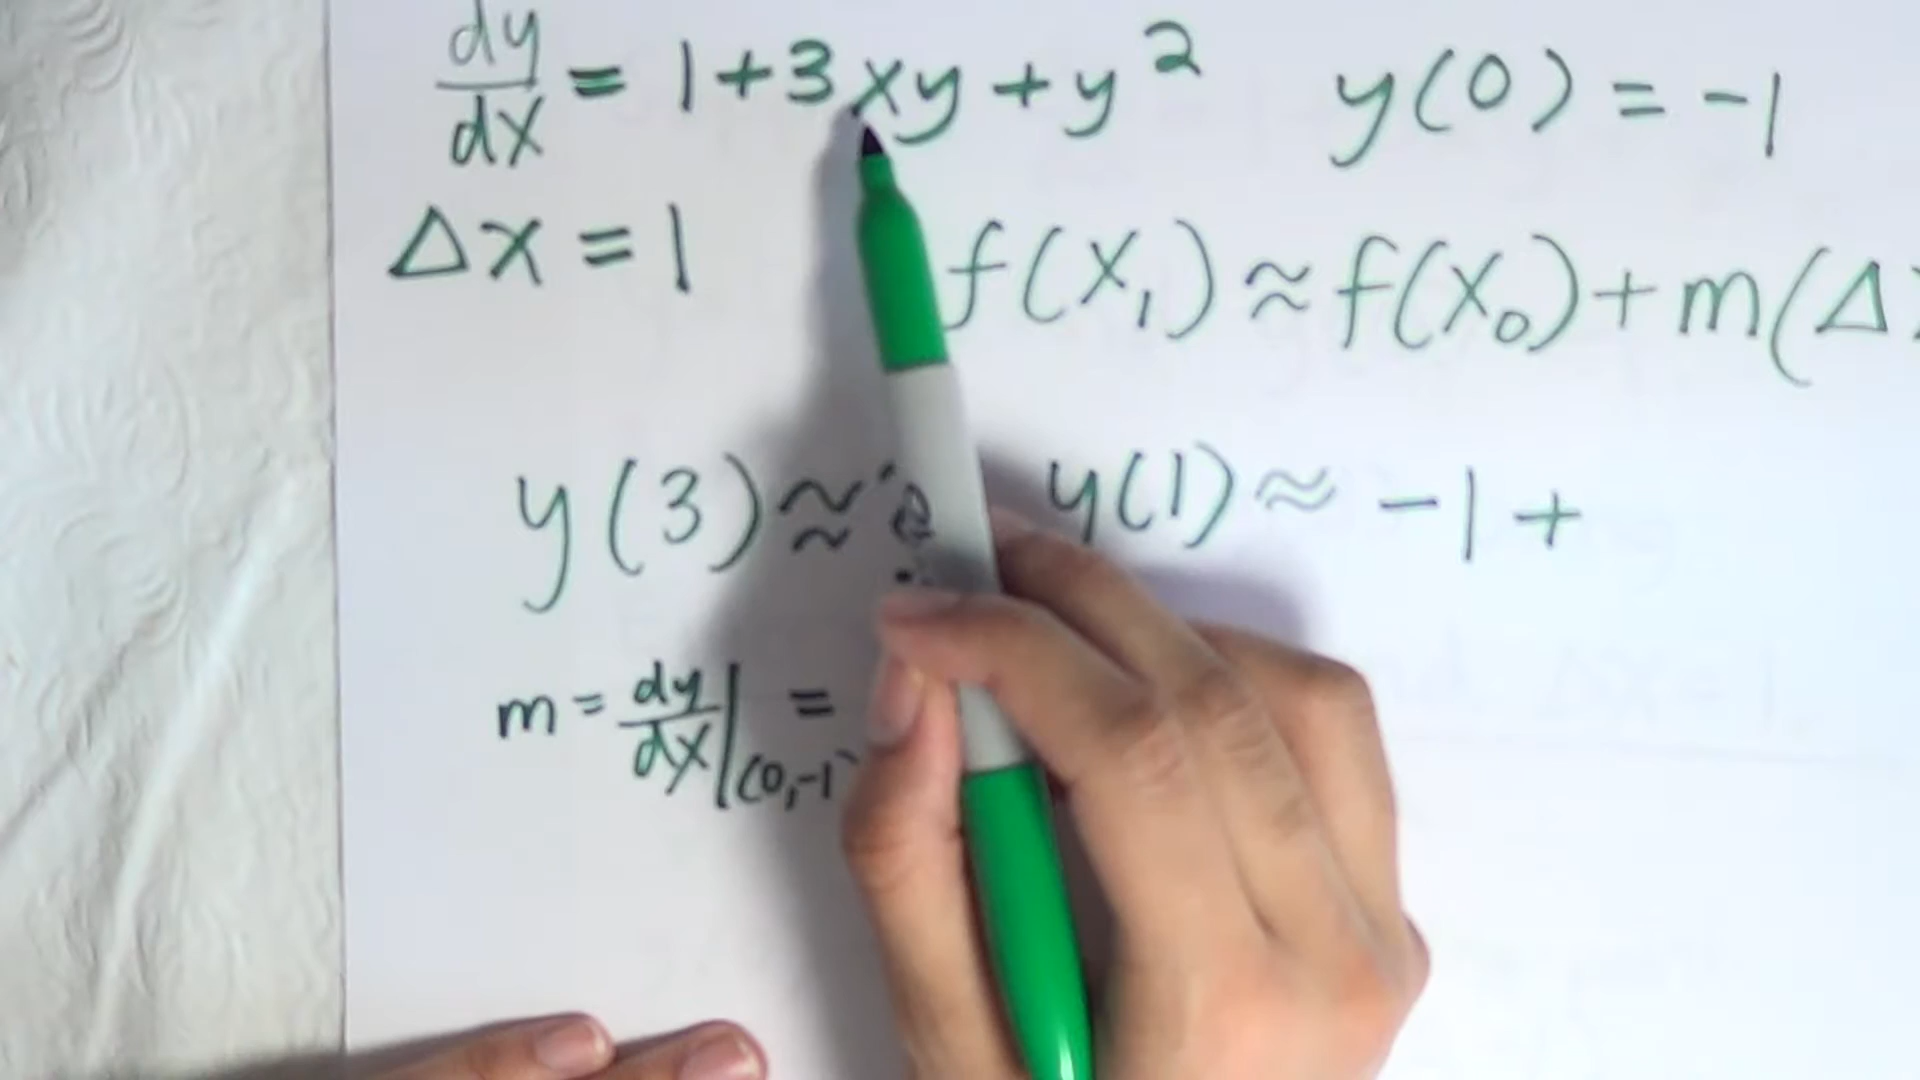 dy/dx = 1+3xy+y² y(0) = -1
Δx = 1 f(x₁) ≈ f(x₀) + m(Δ
y(3) ≈ ? y(1) ≈ -1 +
m = dy/dx|(0,-1) =